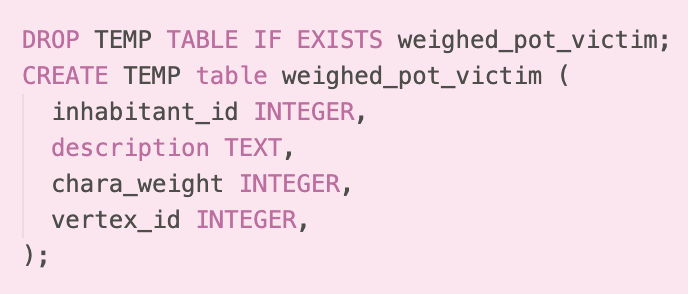 DROP TEMP TABLE IF EXISTS weighed_pot_victim;
CREATE TEMP table weighed_pot_victim (
  inhabitant_id INTEGER,
  description TEXT,
  chara_weight INTEGER,
  vertex_id INTEGER,
);